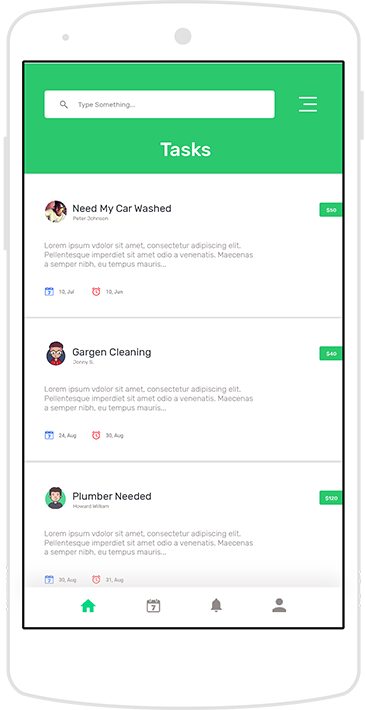 Type Something...
Tasks
Need My Car Washed
Peter Johnson
$50
Lorem ipsum vdolor sit amet, consectetur adipiscing elit.
Pellentesque imperdiet sit amet odio a venenatis. Maecenas
a semper nibh, eu tempus mauris...
7 10, Jul 10, Jun
Gargen Cleaning
Jonny S.
$40
Lorem ipsum vdolor sit amet, consectetur adipiscing elit.
Pellentesque imperdiet sit amet odio a venenatis. Maecenas
a semper nibh, eu tempus mauris...
7 24, Aug 30, Aug
Plumber Needed
Howard William
$120
Lorem ipsum vdolor sit amet, consectetur adipiscing elit.
Pellentesque imperdiet sit amet odio a venenatis. Maecenas
a semper nibh, eu tempus mauris...
7 30, Aug 31, Aug
7